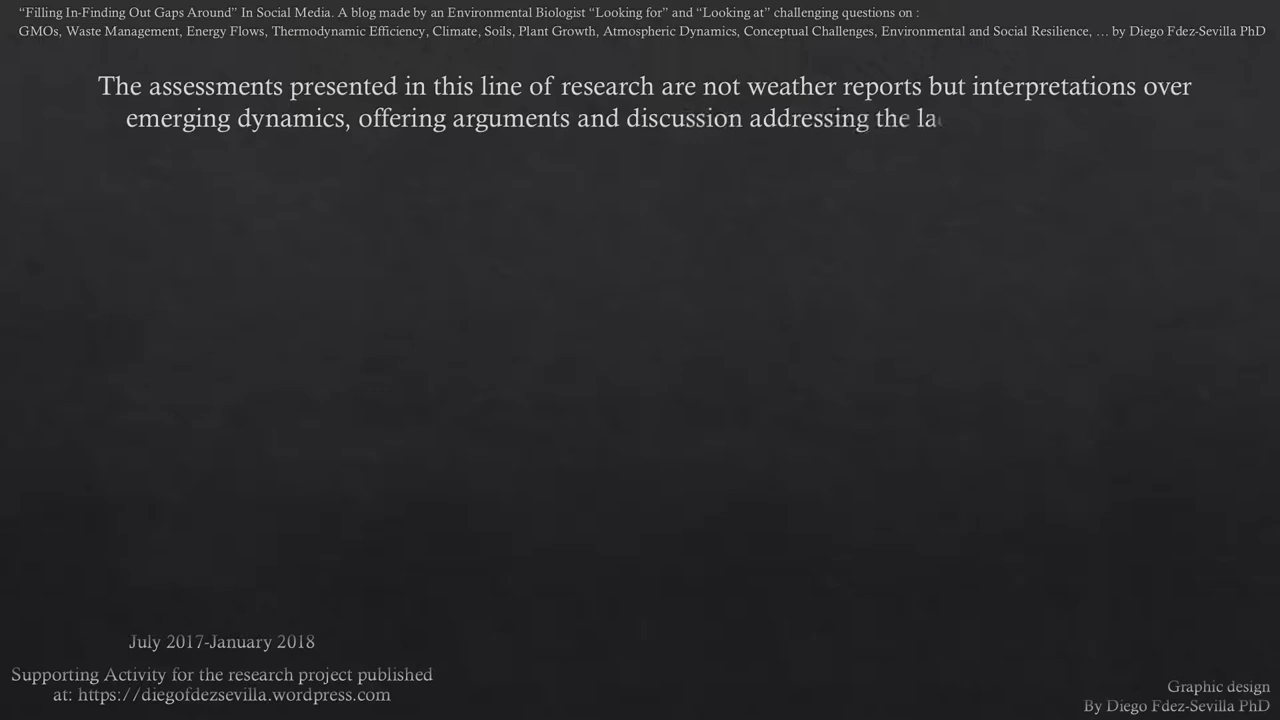 “Filling In-Finding Out Gaps Around” In Social Media. A blog made by an Environmental Biologist “Looking for” and “Looking at” challenging questions on :
GMOs, Waste Management, Energy Flows, Thermodynamic Efficiency, Climate, Soils, Plant Growth, Atmospheric Dynamics, Conceptual Challenges, Environmental and Social Resilience, … by Diego Fdez-Sevilla PhD
The assessments presented in this line of research are not weather reports but interpretations over
emerging dynamics, offering arguments and discussion addressing the la
July 2017-January 2018
Supporting Activity for the research project published
at: https://diegofdezsevilla.wordpress.com
Graphic design
By Diego Fdez-Sevilla PhD